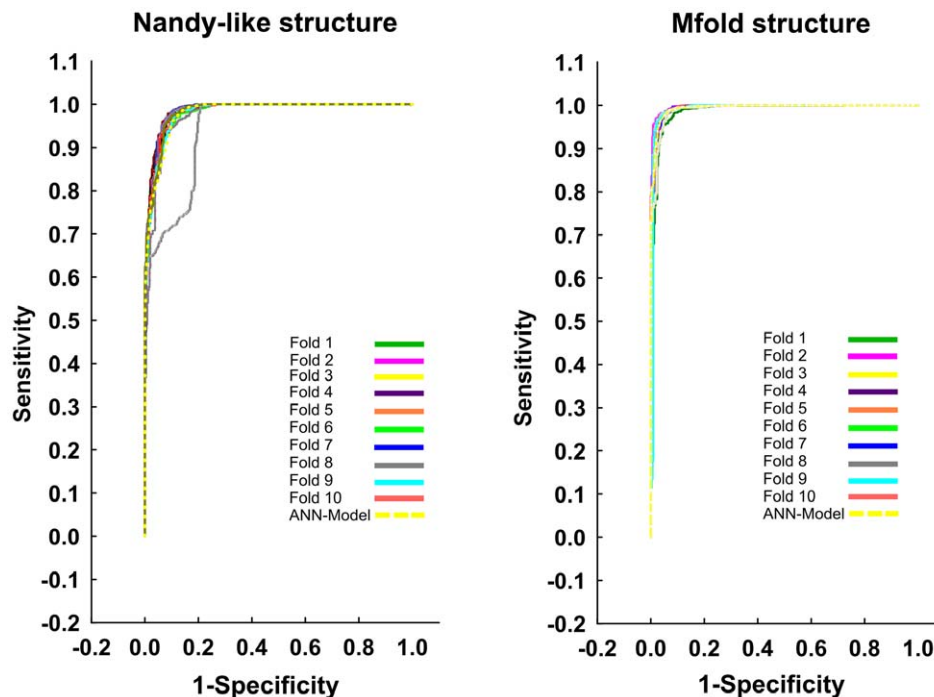 Nandy-like structure
1.1
1.0
0.9
0.8
0.7
0.6
0.5
0.4
0.3
0.2
0.1
0.0
-0.1
-0.2
Sensitivity
Fold 1
Fold 2
Fold 3
Fold 4
Fold 5
Fold 6
Fold 7
Fold 8
Fold 9
Fold 10
ANN-Model
-0.2 0.0 0.2 0.4 0.6 0.8 1.0
1-Specificity
Mfold structure
1.1
1.0
0.9
0.8
0.7
0.6
0.5
0.4
0.3
0.2
0.1
0.0
-0.1
-0.2
Sensitivity
Fold 1
Fold 2
Fold 3
Fold 4
Fold 5
Fold 6
Fold 7
Fold 8
Fold 9
Fold 10
ANN-Model
-0.2 0.0 0.2 0.4 0.6 0.8 1.0
1-Specificity